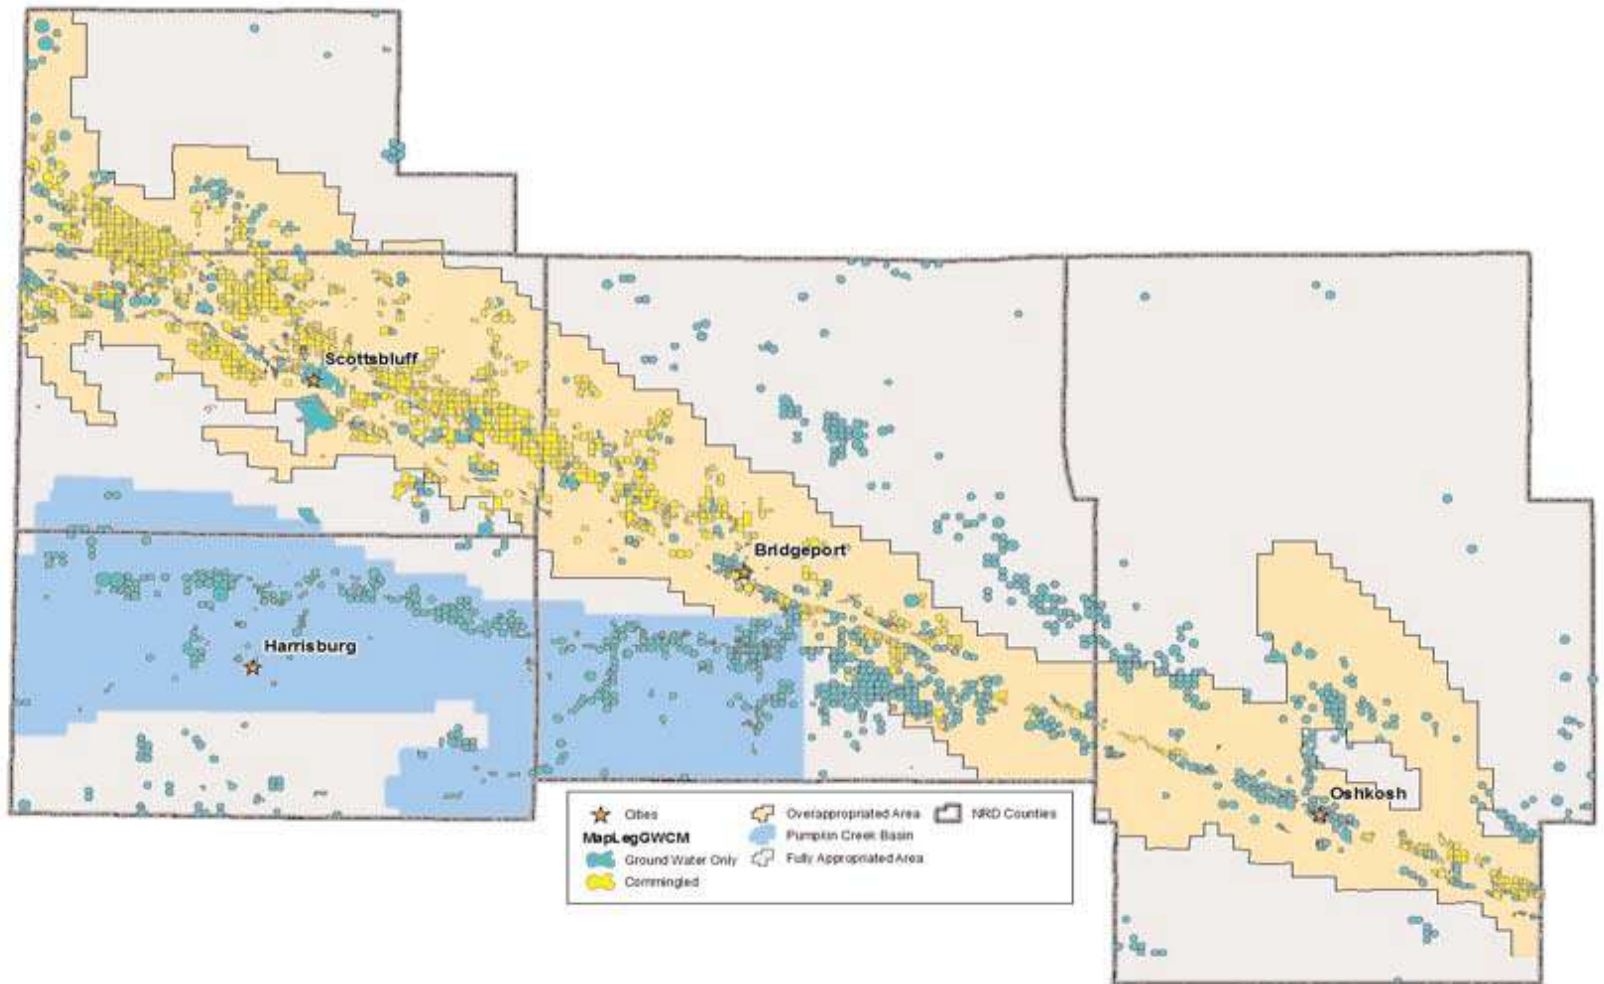 Scottsbluff
Bridgeport
Harrisburg
Oshkosh
Cities
Overappropriated Area
NRD Counties
MapLegGWCM
Pumpkin Creek Basin
Ground Water Only
Fully Appropriated Area
Commingled